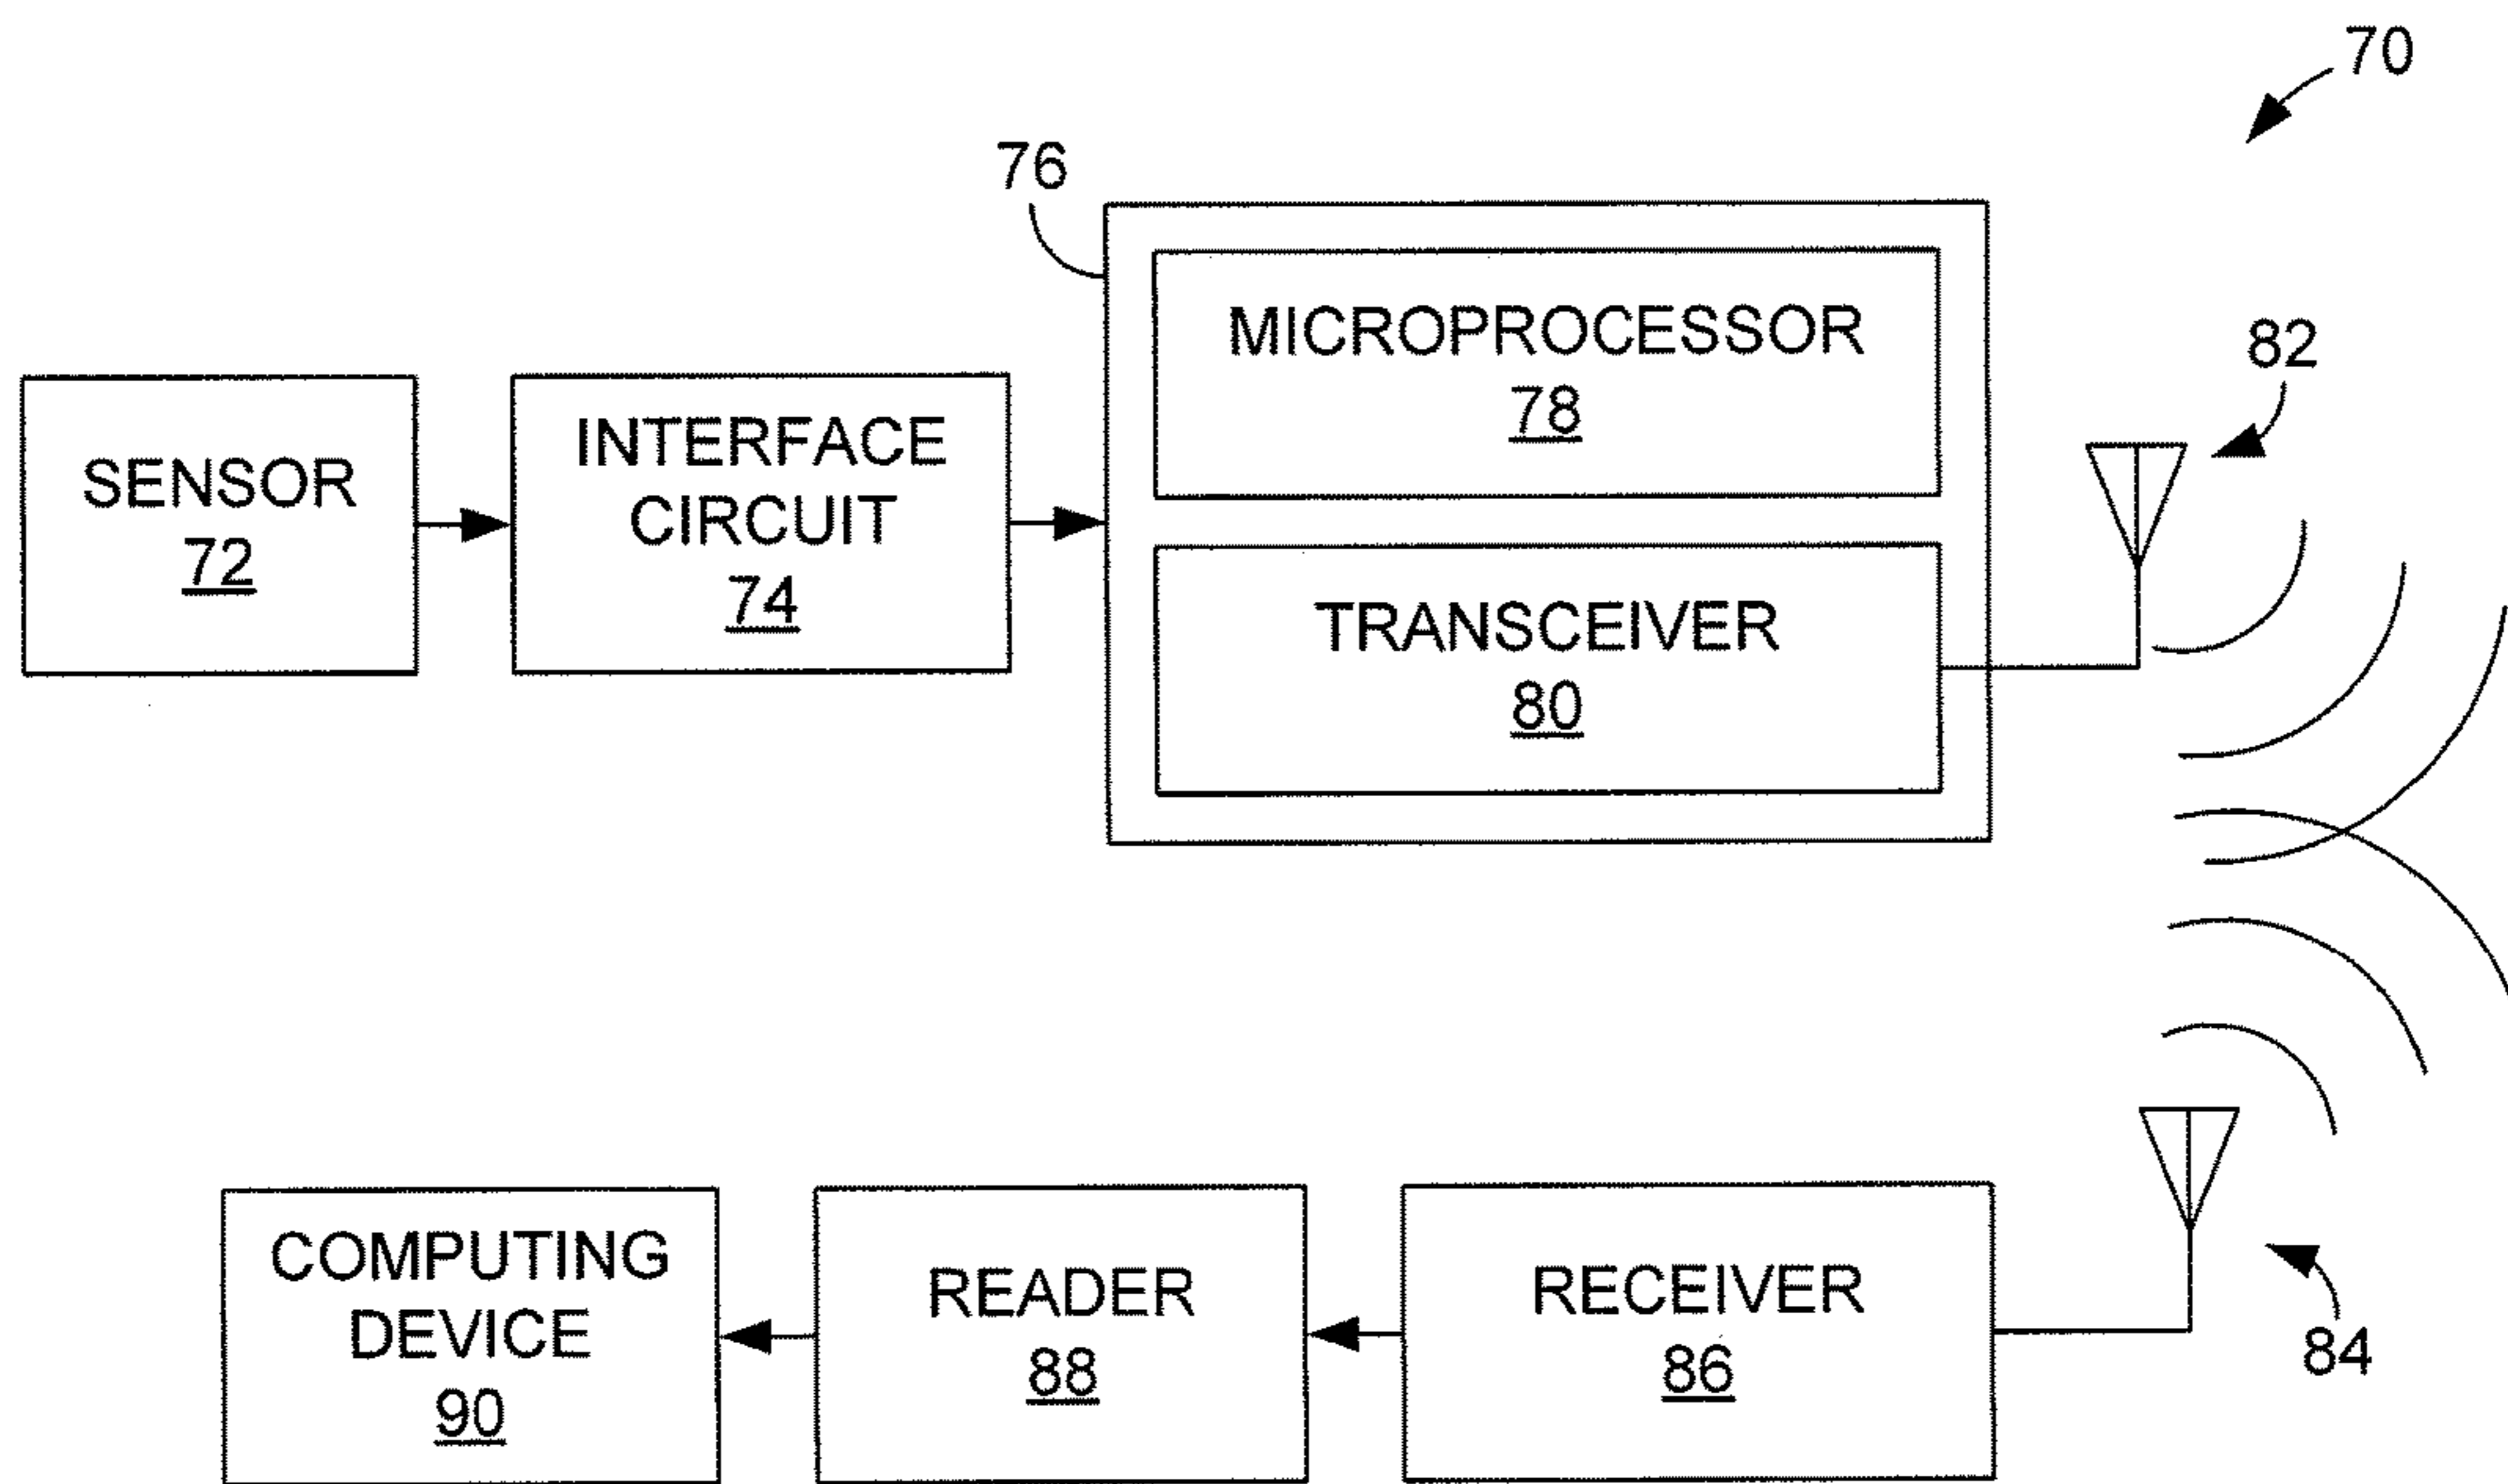 70
76
MICROPROCESSOR
78
82
SENSOR
72
INTERFACE
CIRCUIT
74
TRANSCEIVER
80
COMPUTING
DEVICE
90
READER
88
RECEIVER
86
84